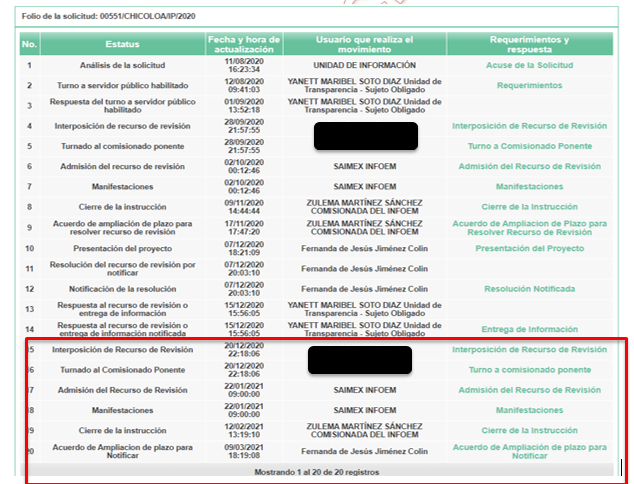 Folio de la solicitud: 00551/CHICOLOA/IP/2020
No. Estatus Fecha y hora de actualización Usuario que realiza el movimiento Requerimientos y respuesta
1 Análisis de la solicitud 11/08/2020 16:23:34 UNIDAD DE INFORMACIÓN Acuse de la Solicitud
2 Turno a servidor público habilitado 12/08/2020 09:41:03 YANETT MARIBEL SOTO DIAZ Unidad de Transparencia - Sujeto Obligado Requerimientos
3 Respuesta del turno a servidor público habilitado 01/09/2020 13:52:18 YANETT MARIBEL SOTO DIAZ Unidad de Transparencia - Sujeto Obligado
4 Interposición de recurso de revisión 28/09/2020 21:57:55 Interposición de Recurso de Revisión
5 Turnado al comisionado ponente 28/09/2020 21:57:55 Turno a Comisionado Ponente
6 Admisión del recurso de revisión 02/10/2020 00:12:46 SAIMEX INFOEM Admisión del Recurso de Revisión
7 Manifestaciones 02/10/2020 00:12:46 SAIMEX INFOEM Manifestaciones
8 Cierre de la instrucción 09/11/2020 14:44:44 ZULEMA MARTÍNEZ SÁNCHEZ COMISIONADA DEL INFOEM Cierre de la Instrucción
9 Acuerdo de ampliación de plazo para resolver recurso de revisión 17/11/2020 17:47:20 ZULEMA MARTÍNEZ SÁNCHEZ COMISIONADA DEL INFOEM Acuerdo de Ampliacion de Plazo para Resolver Recurso de Revisión
10 Presentación del proyecto 07/12/2020 18:21:09 Fernanda de Jesús Jiménez Colin Presentación del Proyecto
11 Resolución del recurso de revisión por notificar 07/12/2020 20:03:10 Fernanda de Jesús Jiménez Colin
12 Notificación de la resolución 07/12/2020 20:03:10 Fernanda de Jesús Jiménez Colin Resolución Notificada
13 Respuesta al recurso de revisión o entrega de información 15/12/2020 15:56:05 YANETT MARIBEL SOTO DIAZ Unidad de Transparencia - Sujeto Obligado
14 Respuesta al recurso de revisión o entrega de información notificada 15/12/2020 15:56:05 YANETT MARIBEL SOTO DIAZ Unidad de Transparencia - Sujeto Obligado Entrega de Información
15 Interposición de Recurso de Revisión 20/12/2020 22:18:06 Interposición de Recurso de Revisión
16 Turnado al Comisionado Ponente 20/12/2020 22:18:06 Turno a comisionado ponente
17 Admisión del Recurso de Revisión 22/01/2021 09:00:00 SAIMEX INFOEM Admisión del Recurso de Revisión
18 Manifestaciones 22/01/2021 09:00:00 SAIMEX INFOEM Manifestaciones
19 Cierre de la instrucción 12/02/2021 13:19:10 ZULEMA MARTÍNEZ SÁNCHEZ COMISIONADA DEL INFOEM Cierre de la Instrucción
20 Acuerdo de Ampliacion de plazo para Notificar 09/03/2021 18:19:08 Fernanda de Jesús Jiménez Colin Acuerdo de Ampliación de plazo para Notificar
Mostrando 1 al 20 de 20 registros